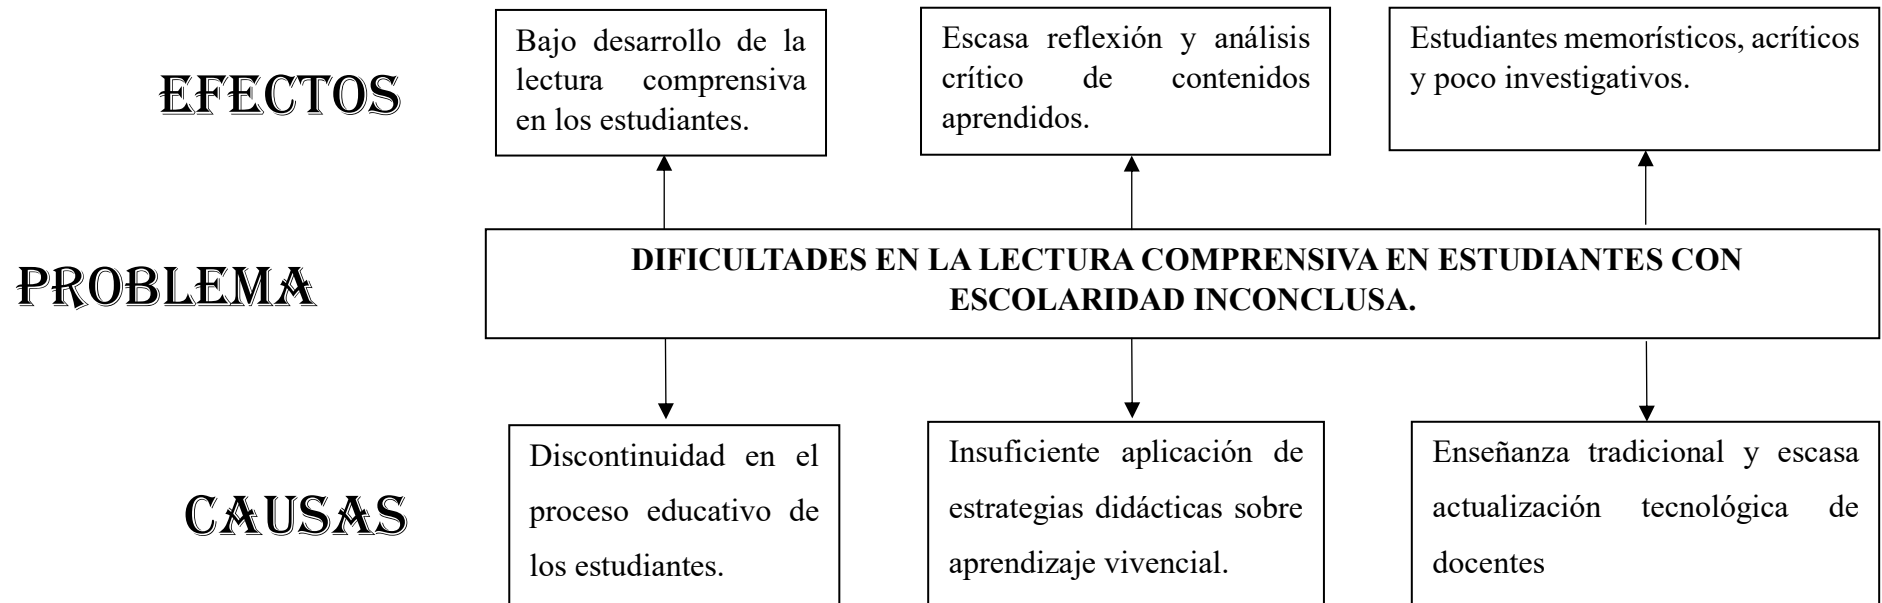 EFECTOS
Bajo desarrollo de la
lectura comprensiva
en los estudiantes.
Escasa reflexión y análisis
crítico de contenidos
aprendidos.
Estudiantes memorísticos, acríticos
y poco investigativos.
PROBLEMA
DIFICULTADES EN LA LECTURA COMPRENSIVA EN ESTUDIANTES CON
ESCOLARIDAD INCONCLUSA.
CAUSAS
Discontinuidad en el
proceso educativo de
los estudiantes.
Insuficiente aplicación de
estrategias didácticas sobre
aprendizaje vivencial.
Enseñanza tradicional y escasa
actualización tecnológica de
docentes